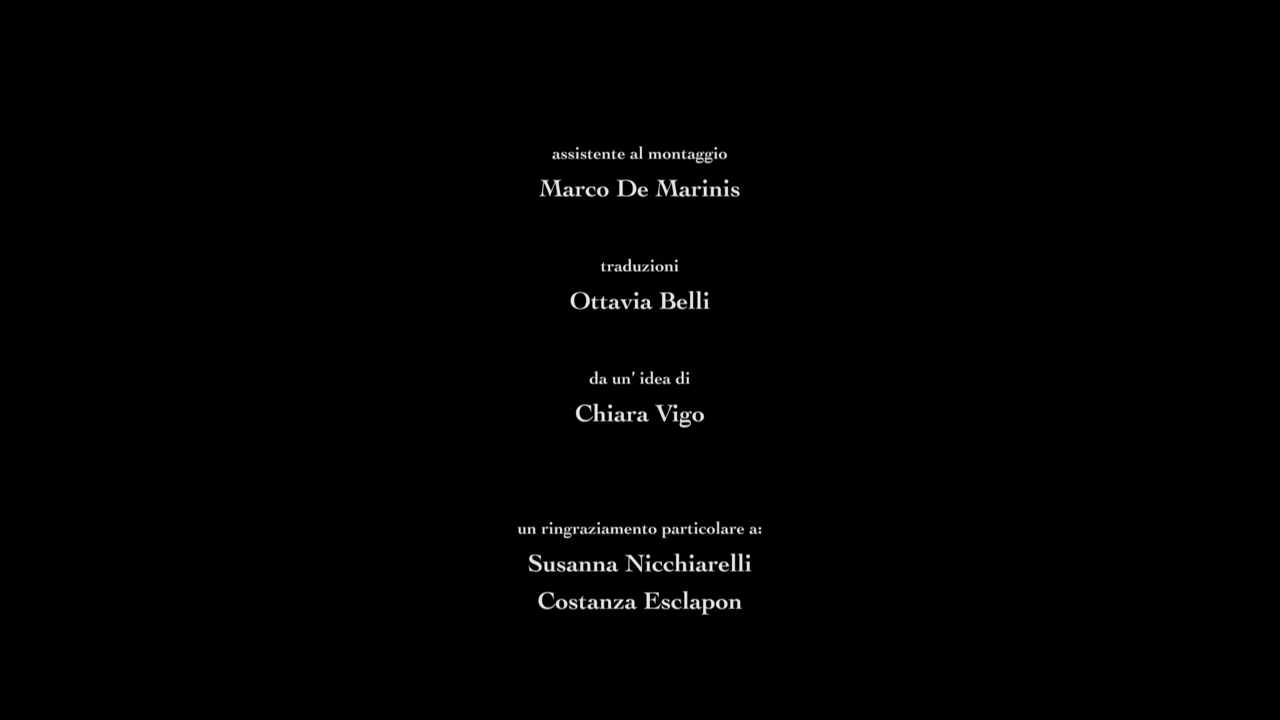 assistente al montaggio
Marco De Marinis
traduzioni
Ottavia Belli
da un’ idea di
Chiara Vigo
un ringraziamento particolare a:
Susanna Nicchiarelli
Costanza Esclapon